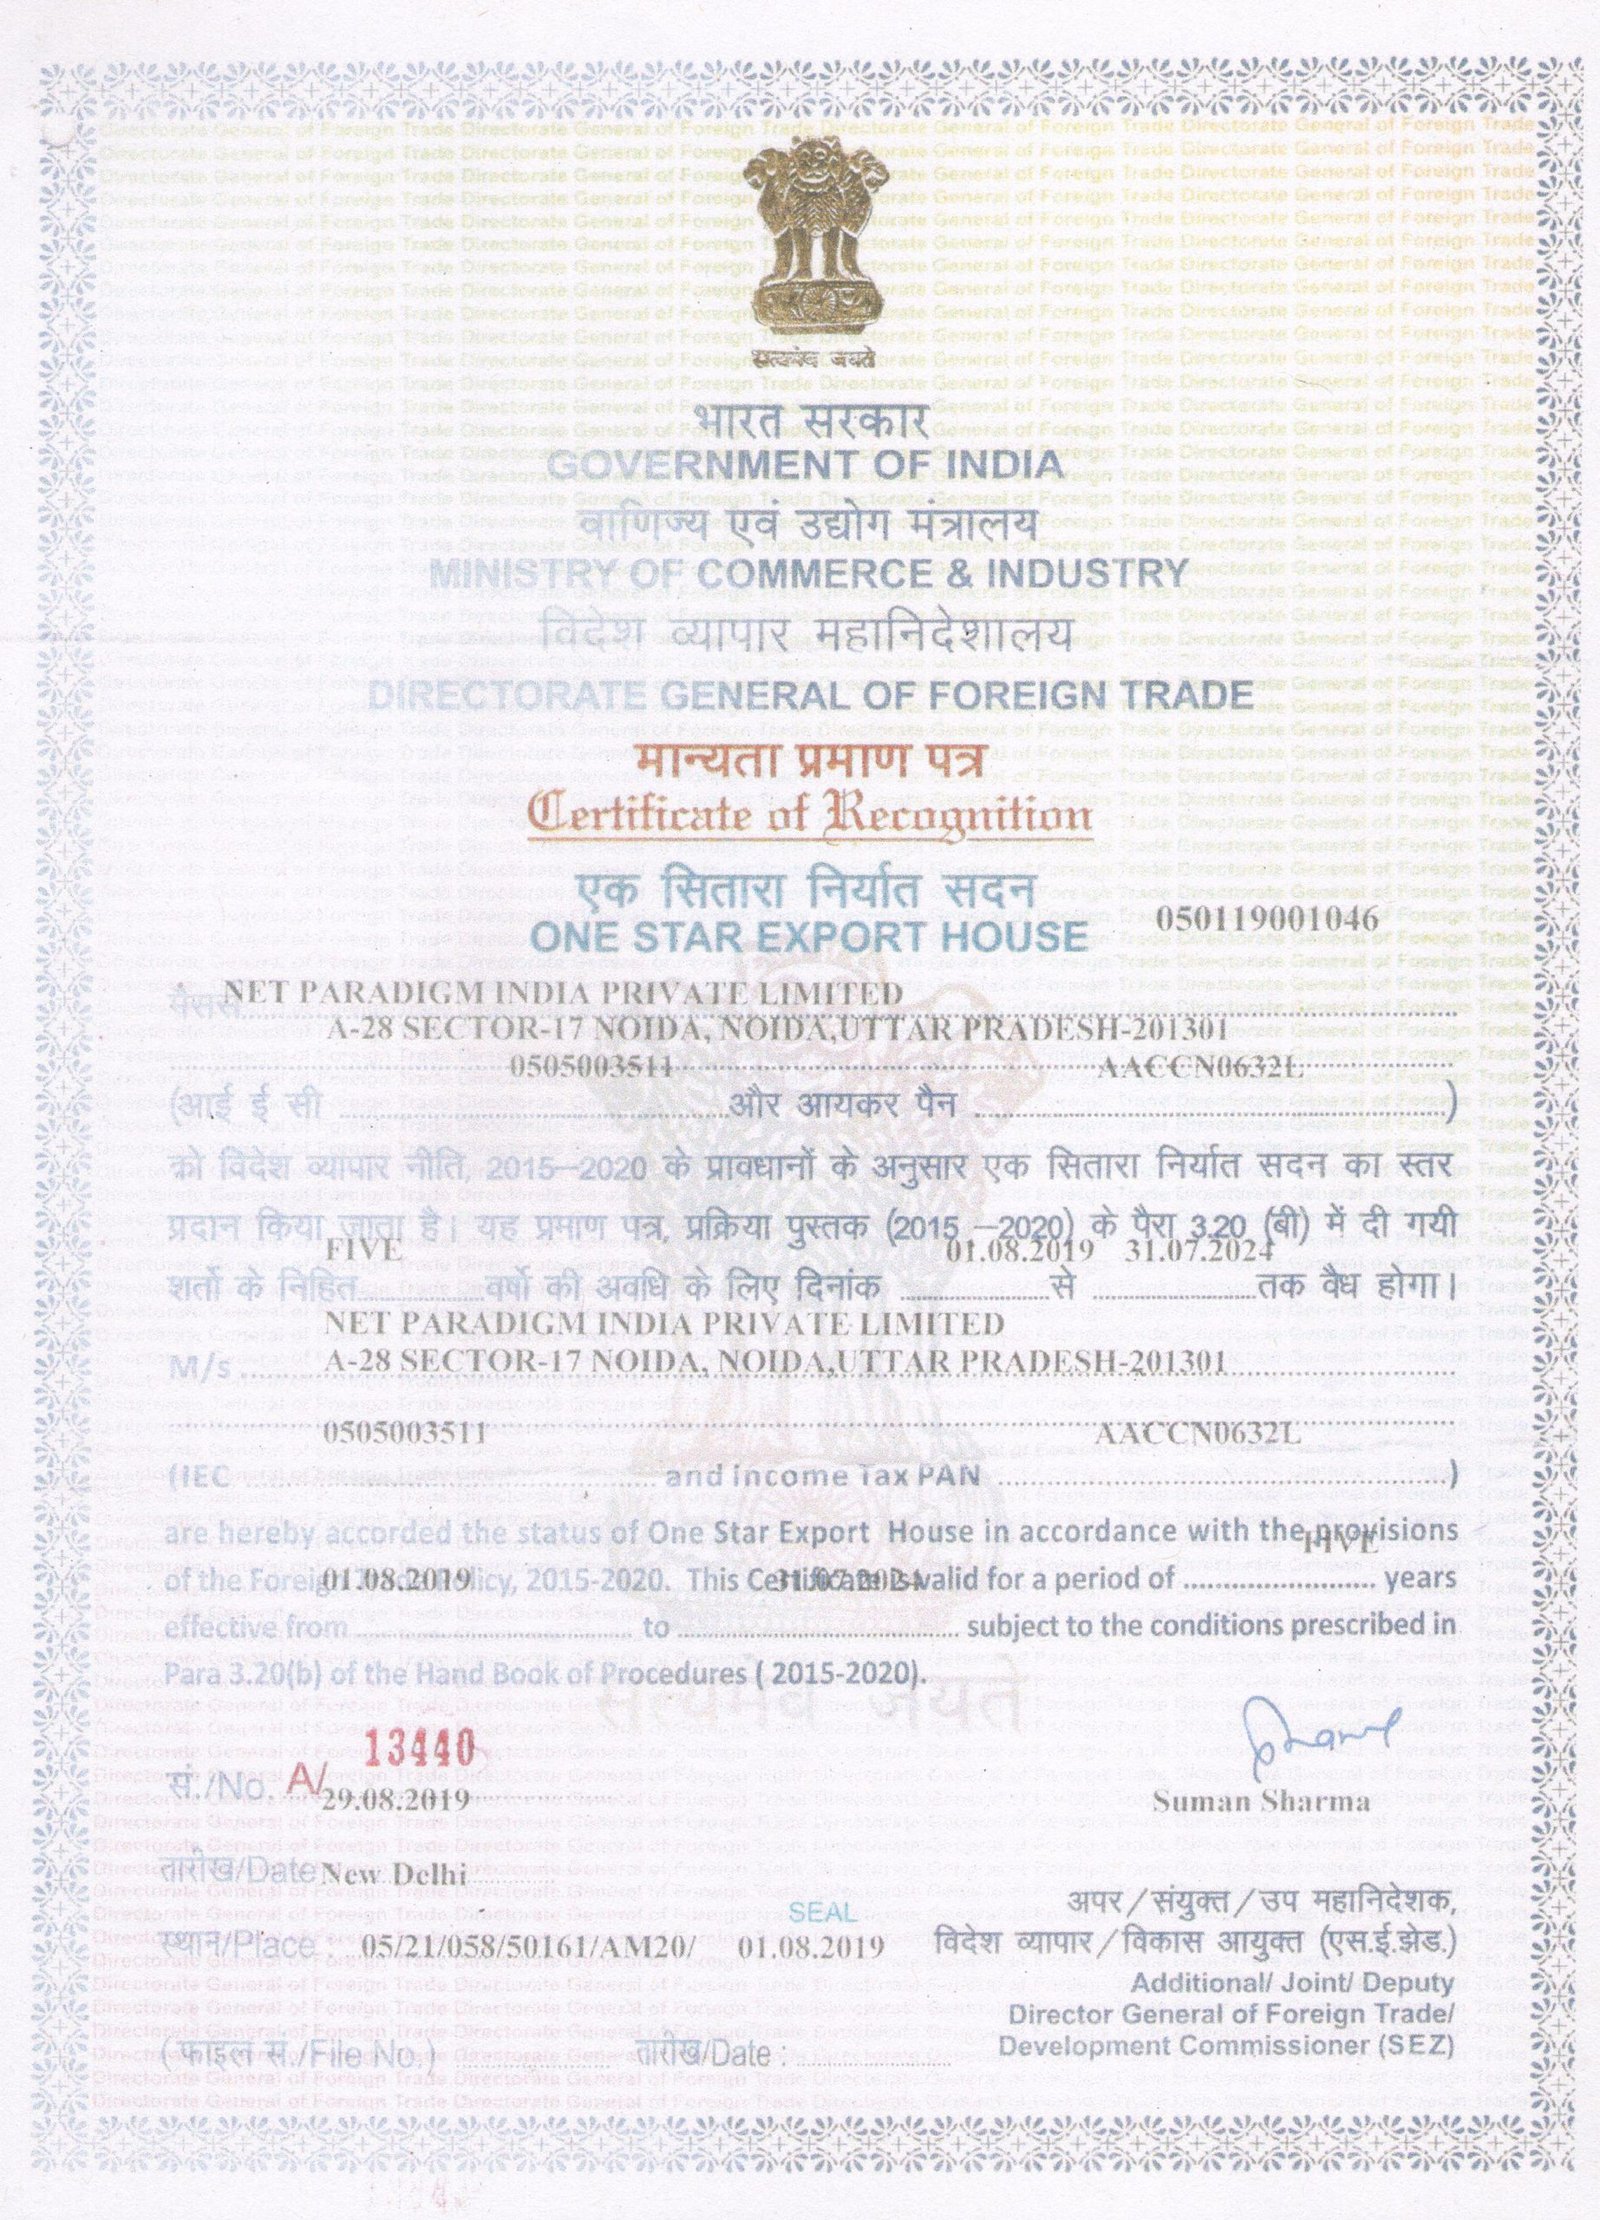 सत्यमेव जयते
भारत सरकार
GOVERNMENT OF INDIA
वाणिज्य एवं उद्योग मंत्रालय
MINISTRY OF COMMERCE & INDUSTRY
विदेश व्यापार महानिदेशालय
DIRECTORATE GENERAL OF FOREIGN TRADE
मान्यता प्रमाण पत्र
Certificate of Recognition
एक सितारा निर्यात सदन
ONE STAR EXPORT HOUSE 050119001046
मैसर्स NET PARADIGM INDIA PRIVATE LIMITED
A-28 SECTOR-17 NOIDA, NOIDA,UTTAR PRADESH-201301
0505003511 AACCN0632L
(आई ई सी ........ और आयकर पैन ........)
को विदेश व्यापार नीति, 2015–2020 के प्रावधानों के अनुसार एक सितारा निर्यात सदन का स्तर
प्रदान किया जाता है। यह प्रमाण पत्र, प्रक्रिया पुस्तक (2015 –2020) के पैरा 3.20 (बी) में दी गयी
FIVE 01.08.2019 31.07.2024
शर्तो के निहित ........ वर्षो की अवधि के लिए दिनांक ........ से ........ तक वैध होगा।
NET PARADIGM INDIA PRIVATE LIMITED
M/s A-28 SECTOR-17 NOIDA, NOIDA,UTTAR PRADESH-201301
0505003511 AACCN0632L
(IEC ........ and Income Tax PAN ........)
are hereby accorded the status of One Star Export House in accordance with the provisions
FIVE
of the Foreign Trade Policy, 2015-2020. This Certificate is valid for a period of ........ years
01.08.2019 31.07.2024
effective from ........ to ........ subject to the conditions prescribed in
Para 3.20(b) of the Hand Book of Procedures ( 2015-2020).
सत्यमेव जयते
13440
सं./No. A/
29.08.2019
Suman Sharma
तारीख/Date New Delhi
SEAL
अपर/संयुक्त/उप महानिदेशक,
स्थान/Place : 05/21/058/50161/AM20/ 01.08.2019
विदेश व्यापार/विकास आयुक्त (एस.ई.झेड.)
Additional/ Joint/ Deputy
Director General of Foreign Trade/
Development Commissioner (SEZ)
( फाइल सं./File No.) ........ तारीख/Date : ........